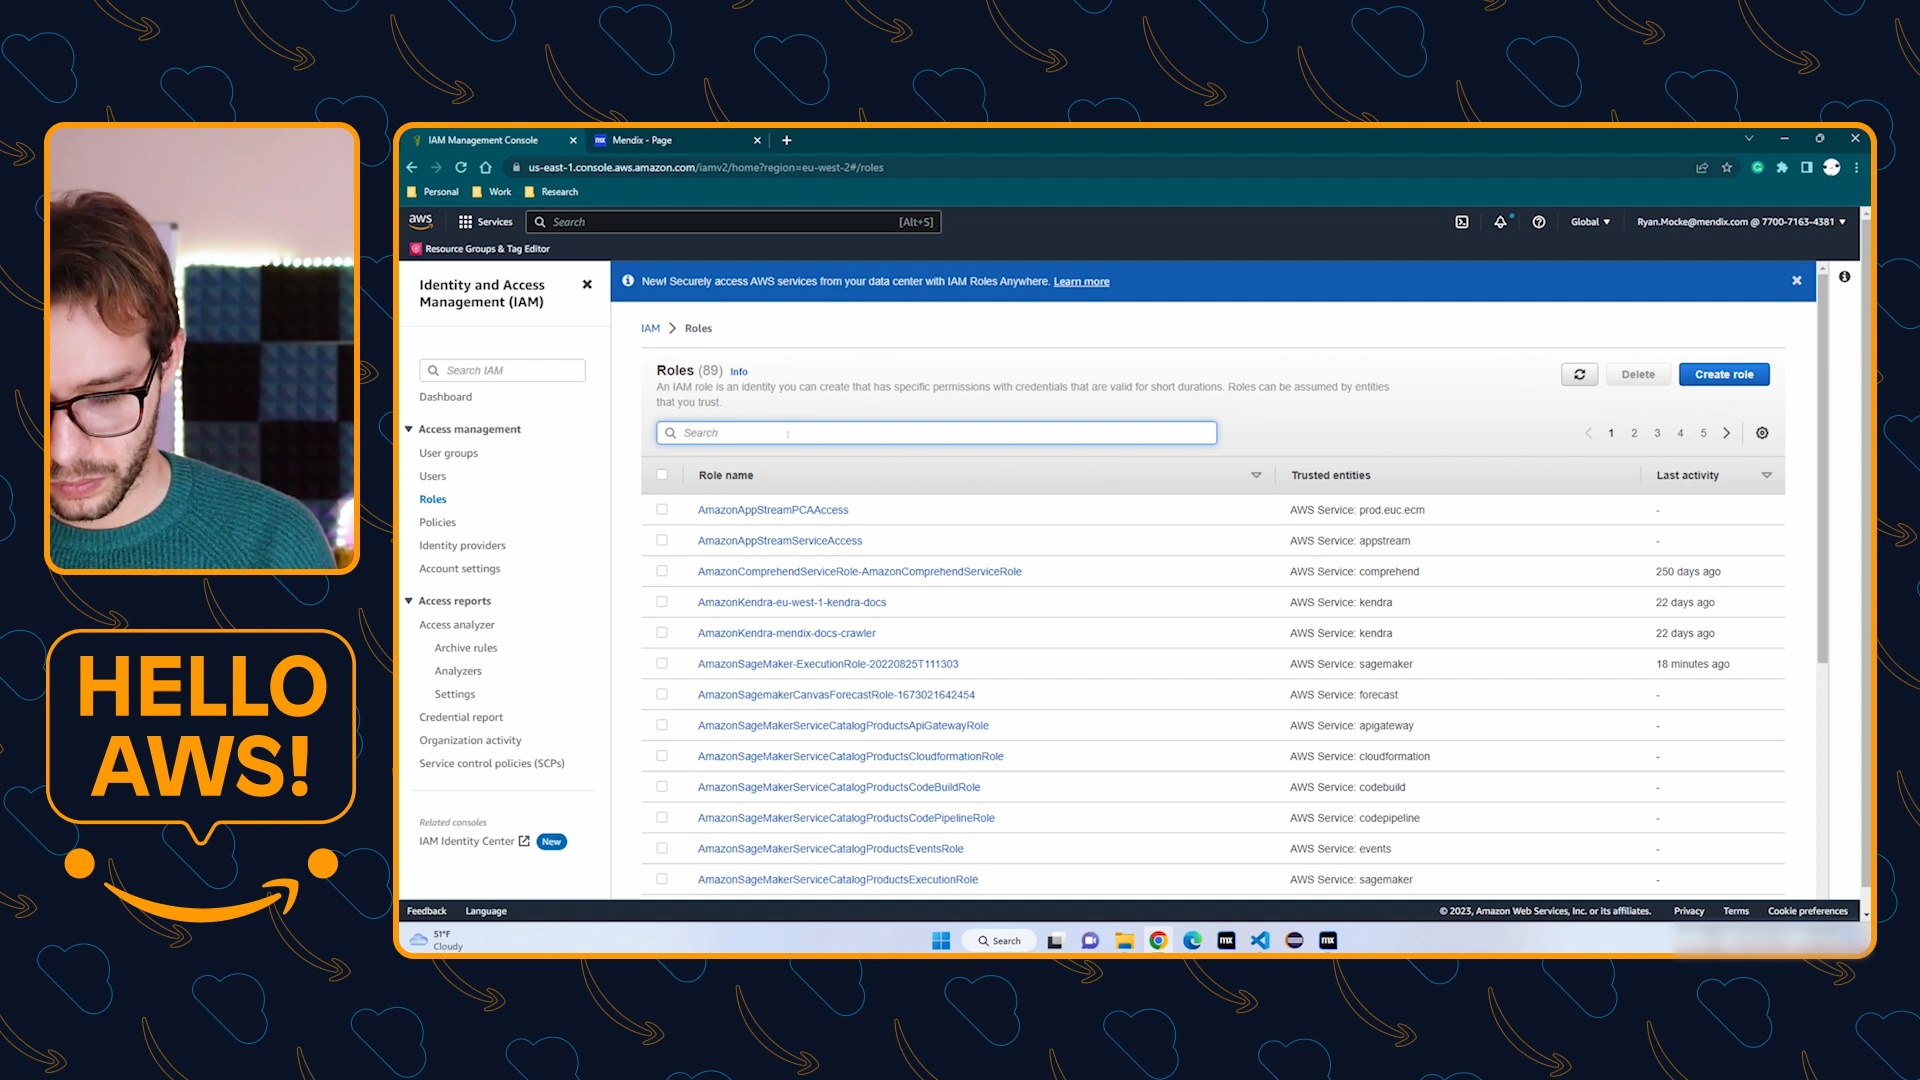 HELLO
AWS!
IAM Management Console
Mendix - Page
us-east-1.console.aws.amazon.com/iamv2/home?region=eu-west-2#/roles
Personal
Work
Research
aws
Services
Search
[Alt+S]
Global
Ryan.Mocke@mendix.com @ 7700-7163-4381
Resource Groups & Tag Editor
Identity and Access
Management (IAM)
Search IAM
Dashboard
Access management
User groups
Users
Roles
Policies
Identity providers
Account settings
Access reports
Access analyzer
Archive rules
Analyzers
Settings
Credential report
Organization activity
Service control policies (SCPs)
Related consoles
IAM Identity Center
New
New! Securely access AWS services from your data center with IAM Roles Anywhere. Learn more
IAM > Roles
Roles (89) Info
An IAM role is an identity you can create that has specific permissions with credentials that are valid for short durations. Roles can be assumed by entities
that you trust.
Delete
Create role
Search
1 2 3 4 5
Role name Trusted entities Last activity
AmazonAppStreamPCAAccess AWS Service: prod.euc.ecm -
AmazonAppStreamServiceAccess AWS Service: appstream -
AmazonComprehendServiceRole-AmazonComprehendServiceRole AWS Service: comprehend 250 days ago
AmazonKendra-eu-west-1-kendra-docs AWS Service: kendra 22 days ago
AmazonKendra-mendix-docs-crawler AWS Service: kendra 22 days ago
AmazonSageMaker-ExecutionRole-20220825T111303 AWS Service: sagemaker 18 minutes ago
AmazonSagemakerCanvasForecastRole-1673021642454 AWS Service: forecast -
AmazonSageMakerServiceCatalogProductsApiGatewayRole AWS Service: apigateway -
AmazonSageMakerServiceCatalogProductsCloudformationRole AWS Service: cloudformation -
AmazonSageMakerServiceCatalogProductsCodeBuildRole AWS Service: codebuild -
AmazonSageMakerServiceCatalogProductsCodePipelineRole AWS Service: codepipeline -
AmazonSageMakerServiceCatalogProductsEventsRole AWS Service: events -
AmazonSageMakerServiceCatalogProductsExecutionRole AWS Service: sagemaker -
Feedback Language
© 2023, Amazon Web Services, Inc. or its affiliates. Privacy Terms Cookie preferences
51°F
Cloudy
Search
mx
mx